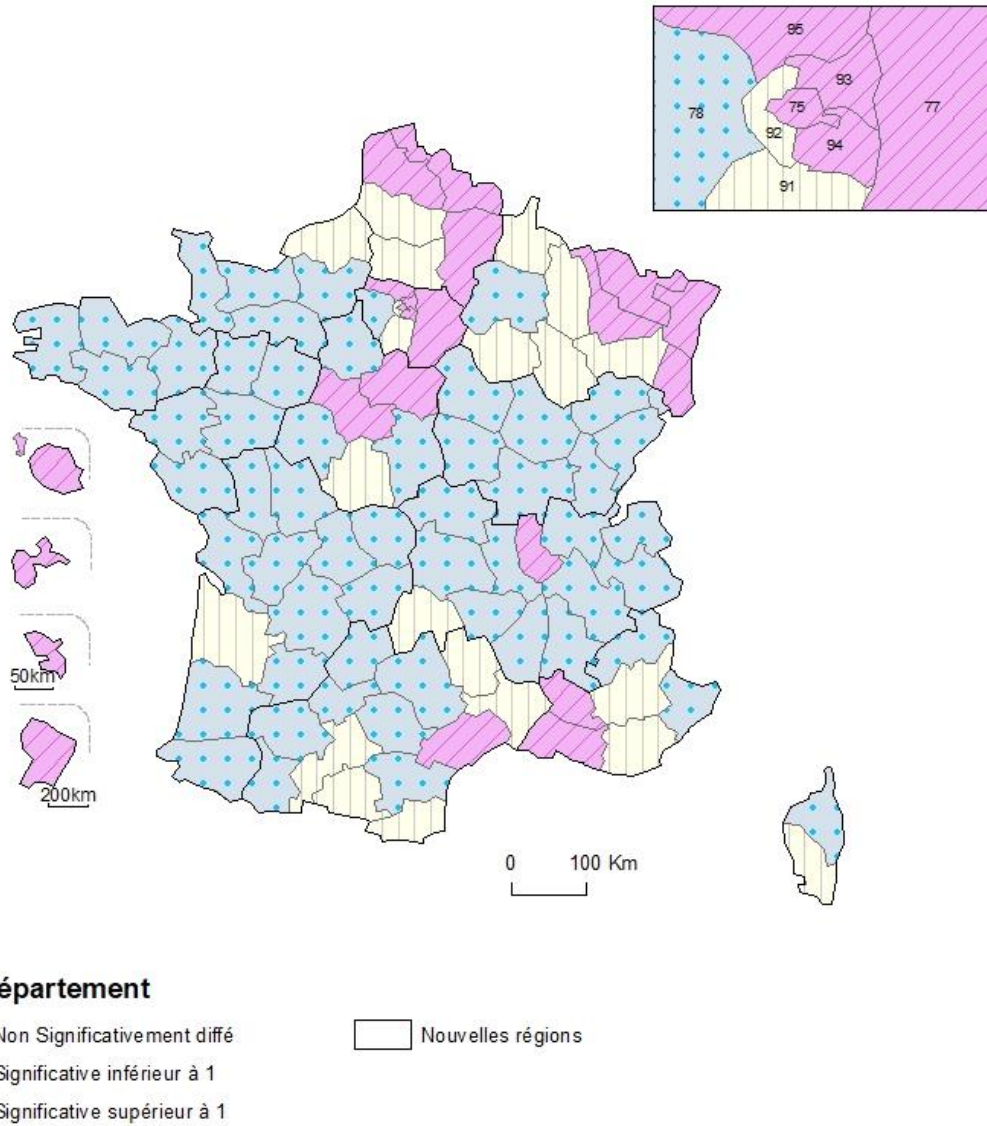 95
93
78
75
77
92
94
91
50km
200km
0 100 Km
épartement
Non Significativement diffé
Nouvelles régions
Significative inférieur à 1
Significative supérieur à 1